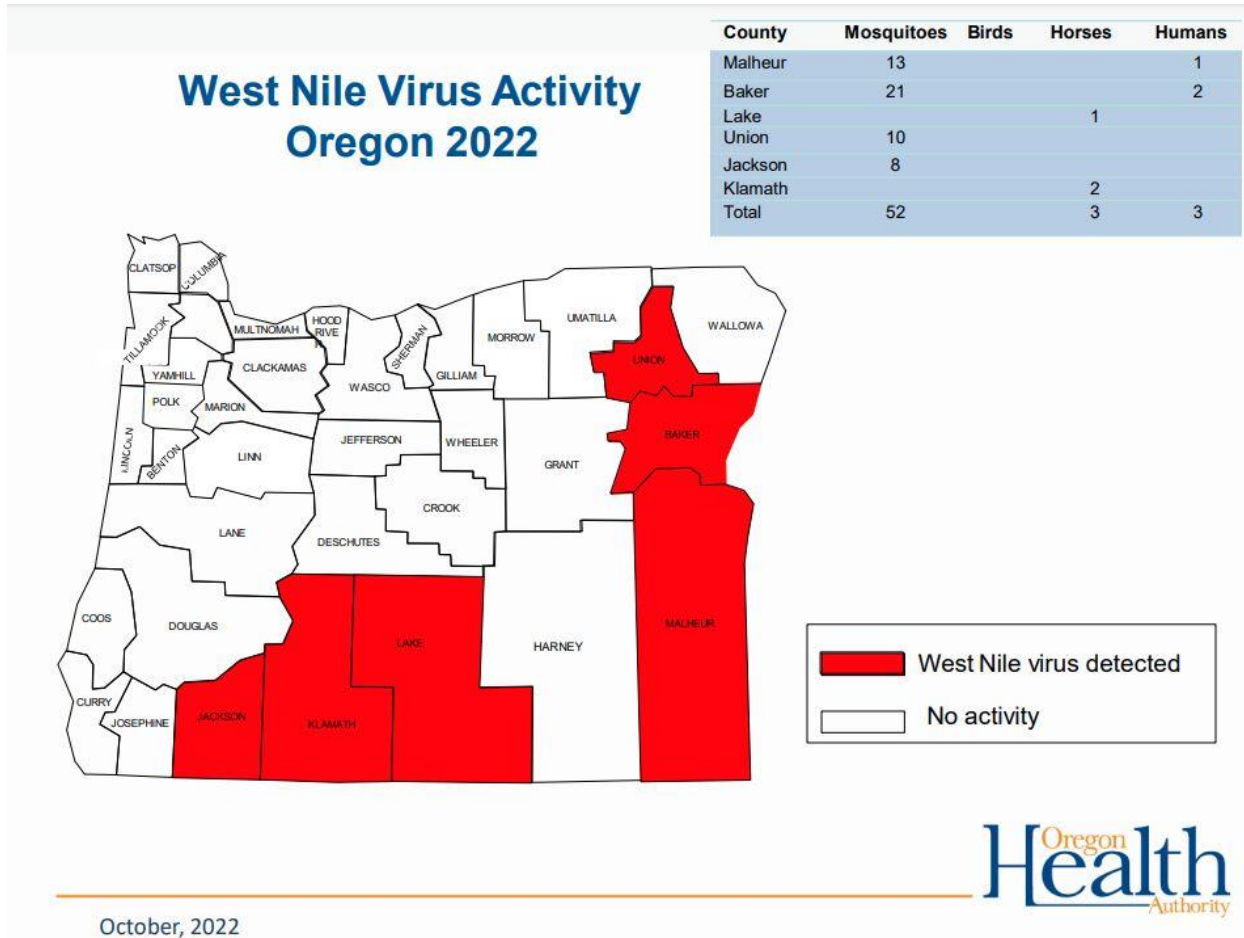 West Nile Virus Activity
Oregon 2022
County Mosquitoes Birds Horses Humans
Malheur 13 1
Baker 21 2
Lake 1
Union 10
Jackson 8
Klamath 2
Total 52 3 3
CLATSOP
COLUMBIA
TILLAMOOK
MULTNOMAH
HOOD
RIVE
R
SHERMAN
MORROW
UMATILLA
UNION
WALLOWA
YAMHILL
CLACKAMAS
WASCO
GILLIAM
POLK
MARION
LINCOLN
BENTON
LINN
JEFFERSON
WHEELER
GRANT
BAKER
LANE
DESCHUTES
CROOK
COOS
DOUGLAS
LAKE
HARNEY
MALHEUR
CURRY
JOSEPHINE
JACKSON
KLAMATH
West Nile virus detected
No activity
Oregon
Health
Authority
October, 2022